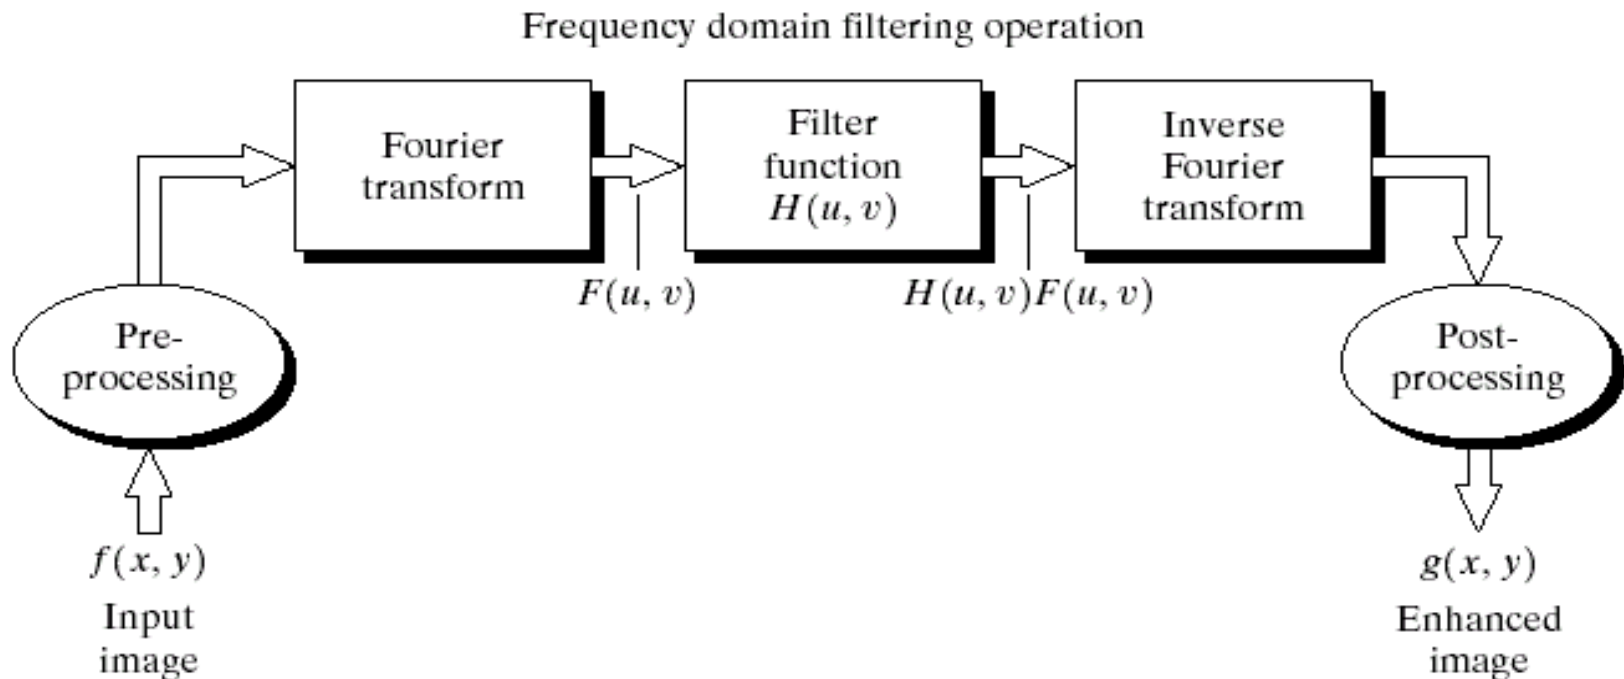 Frequency domain filtering operation
Fourier
transform
Filter
function
H(u, v)
Inverse
Fourier
transform
F(u, v)
H(u, v)F(u, v)
Pre-
processing
Post-
processing
f(x, y)
Input
image
g(x, y)
Enhanced
image